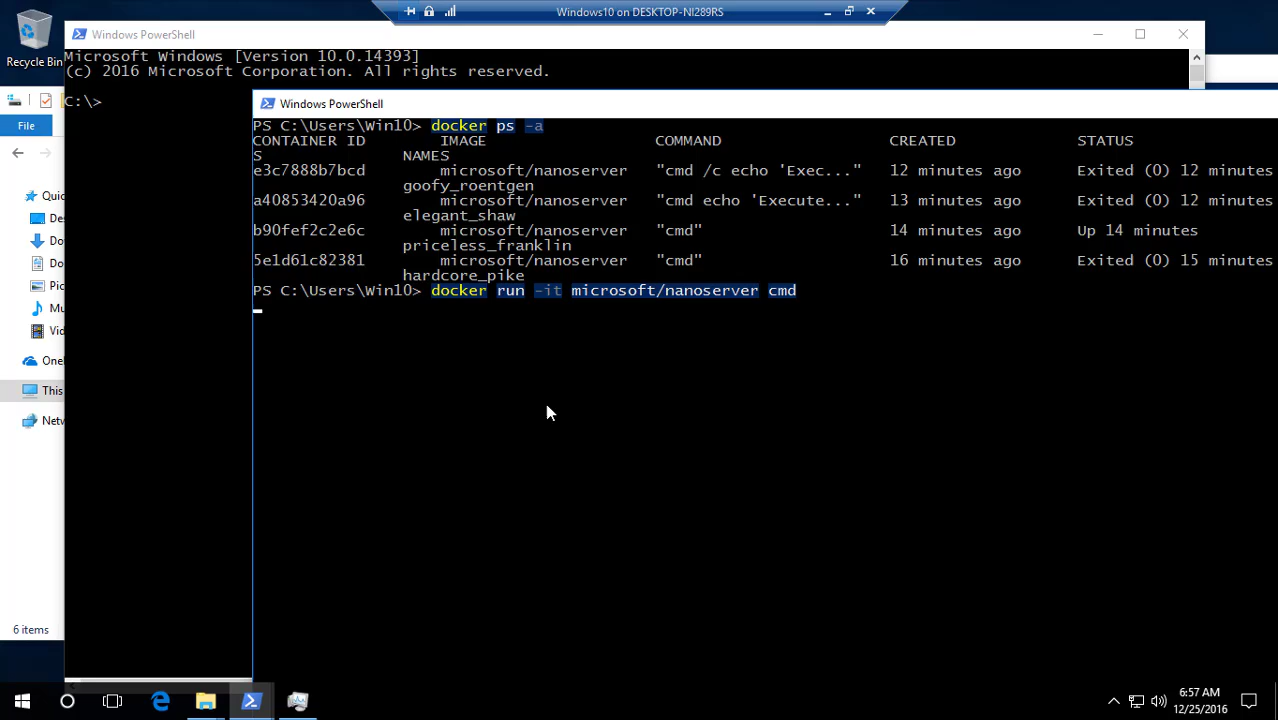 Windows10 on DESKTOP-NI289RS
Recycle Bin
Windows PowerShell
Microsoft Windows [Version 10.0.14393]
(c) 2016 Microsoft Corporation. All rights reserved.
C:\>
File
Windows PowerShell
PS C:\Users\Win10> docker ps -a
CONTAINER ID IMAGE COMMAND CREATED STATUS
S NAMES
e3c7888b7bcd microsoft/nanoserver "cmd /c echo 'Exec..." 12 minutes ago Exited (0) 12 minutes
goofy_roentgen
a40853420a96 microsoft/nanoserver "cmd echo 'Execute..." 13 minutes ago Exited (0) 12 minutes
elegant_shaw
b90fef2c2e6c microsoft/nanoserver "cmd" 14 minutes ago Up 14 minutes
priceless_franklin
5e1d61c82381 microsoft/nanoserver "cmd" 16 minutes ago Exited (0) 15 minutes
hardcore_pike
PS C:\Users\Win10> docker run -it microsoft/nanoserver cmd
Quic
Des
Dov
Do
Pic
Mu
Vid
One
This
Netv
6 items
6:57 AM
12/25/2016